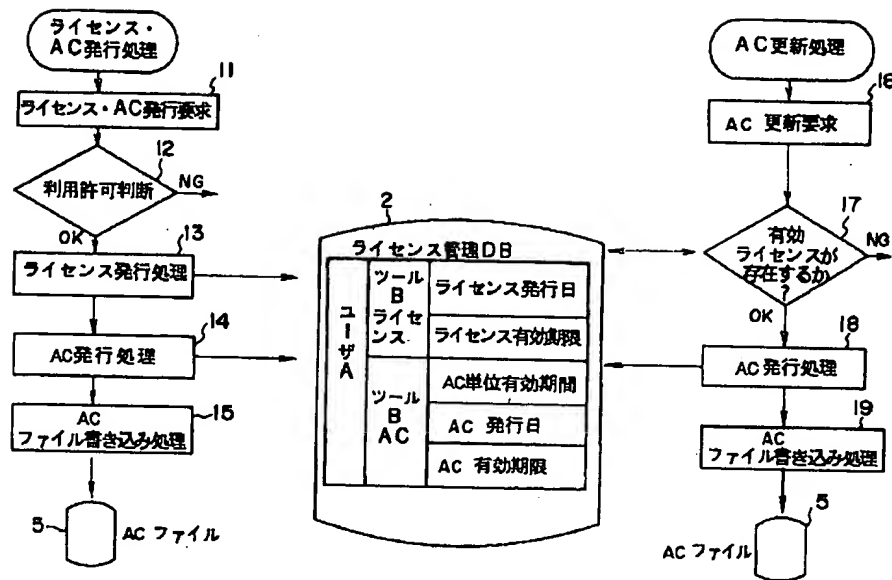 ライセンス・
AC発行処理
11
ライセンス・AC発行要求
12
利用許可判断
NG
OK
13
ライセンス発行処理
14
AC発行処理
15
AC
ファイル書き込み処理
5
ACファイル
2
ライセンス管理DB
ユーザA
ツールBライセンス
ライセンス発行日
ライセンス有効期限
ツールBAC
AC単位有効期間
AC 発行日
AC 有効期限
AC更新処理
16
AC 更新要求
17
有効
ライセンスが
存在するか
?
NG
OK
18
AC発行処理
19
AC
ファイル書き込み処理
5
ACファイル